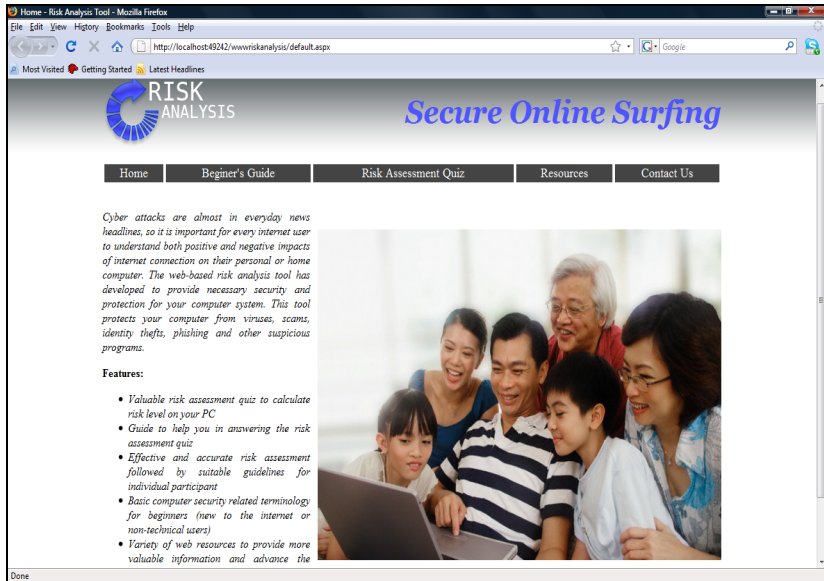 Home - Risk Analysis Tool - Mozilla Firefox
File Edit View History Bookmarks Tools Help
http://localhost:49242/wwwriskanalysis/default.aspx
Google
Most Visited Getting Started Latest Headlines
RISK
ANALYSIS
Secure Online Surfing
Home Beginer's Guide Risk Assessment Quiz Resources Contact Us
Cyber attacks are almost in everyday news
headlines, so it is important for every internet user
to understand both positive and negative impacts
of internet connection on their personal or home
computer. The web-based risk analysis tool has
developed to provide necessary security and
protection for your computer system. This tool
protects your computer from viruses, scams,
identity thefts, phishing and other suspicious
programs.
Features:
• Valuable risk assessment quiz to calculate
risk level on your PC
• Guide to help you in answering the risk
assessment quiz
• Effective and accurate risk assessment
followed by suitable guidelines for
individual participant
• Basic computer security related terminology
for beginners (new to the internet or
non-technical users)
• Variety of web resources to provide more
valuable information and advance the
Done